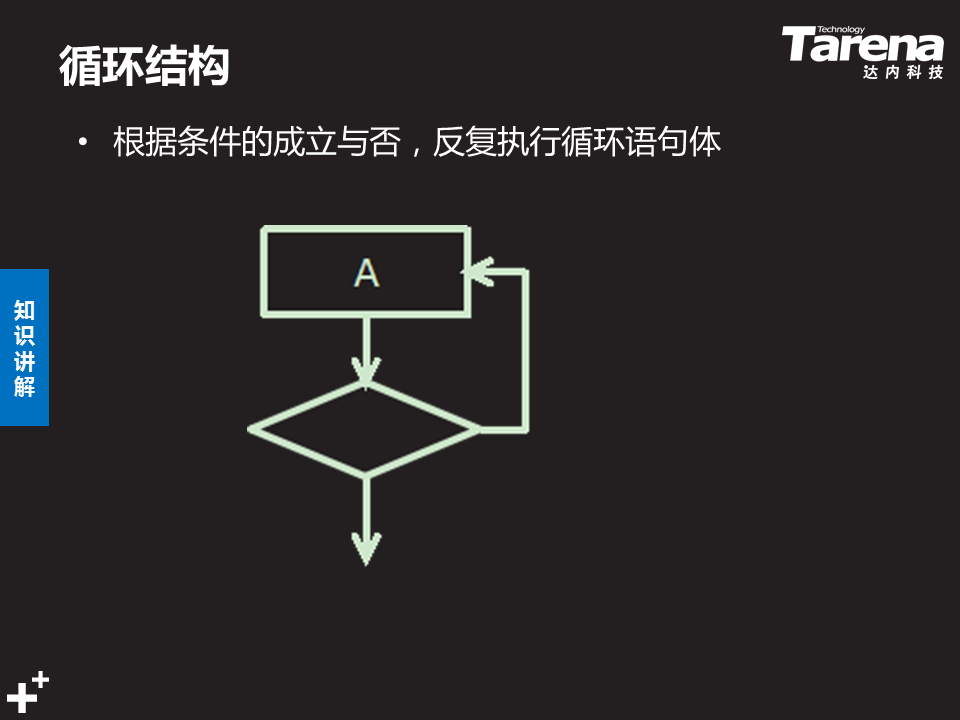 循环结构
Technology
Tarena
达内科技
• 根据条件的成立与否，反复执行循环语句体
A
知
识
讲
解